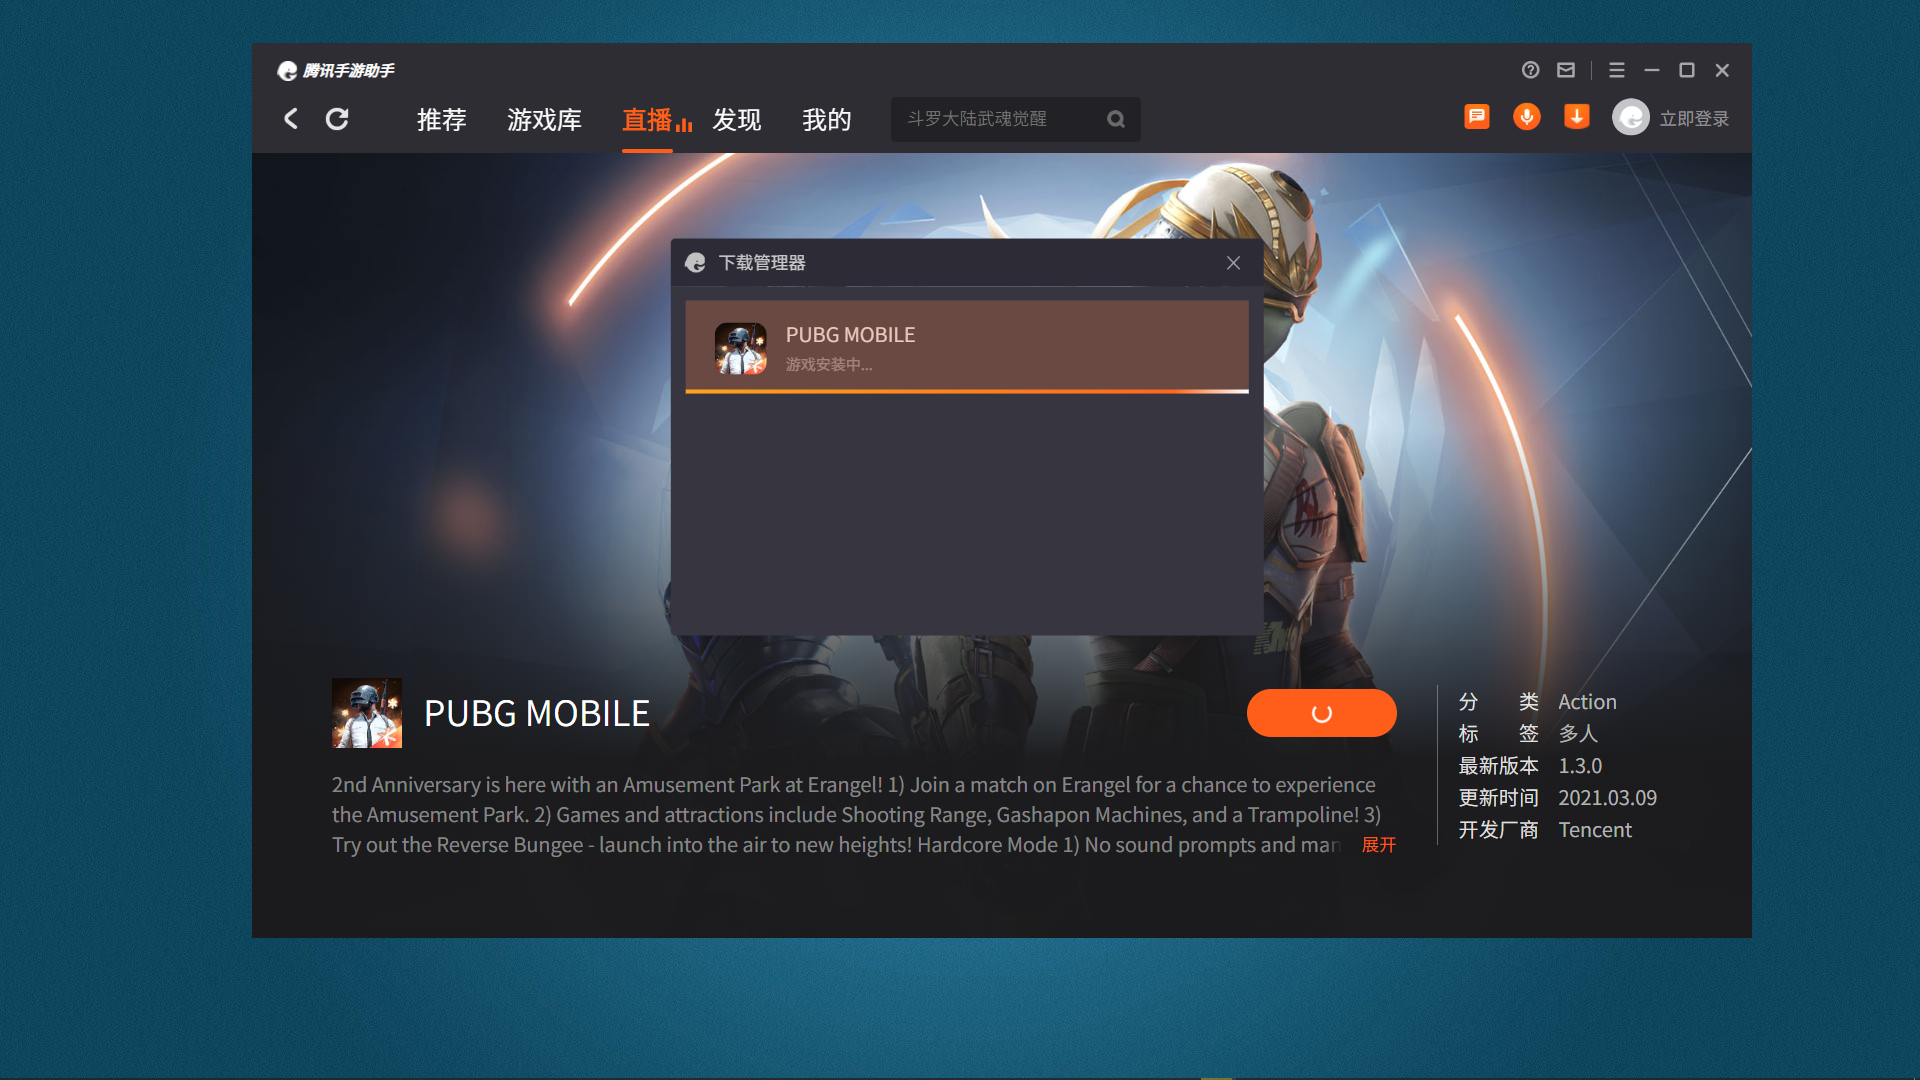 腾讯手游助手
推荐 游戏库 直播 发现 我的 斗罗大陆武魂觉醒 立即登录
下载管理器
PUBG MOBILE
游戏安装中...
PUBG MOBILE
2nd Anniversary is here with an Amusement Park at Erangel! 1) Join a match on Erangel for a chance to experience
the Amusement Park. 2) Games and attractions include Shooting Range, Gashapon Machines, and a Trampoline! 3)
Try out the Reverse Bungee - launch into the air to new heights! Hardcore Mode 1) No sound prompts and man 展开
分 类 Action
标 签 多人
最新版本 1.3.0
更新时间 2021.03.09
开发厂商 Tencent